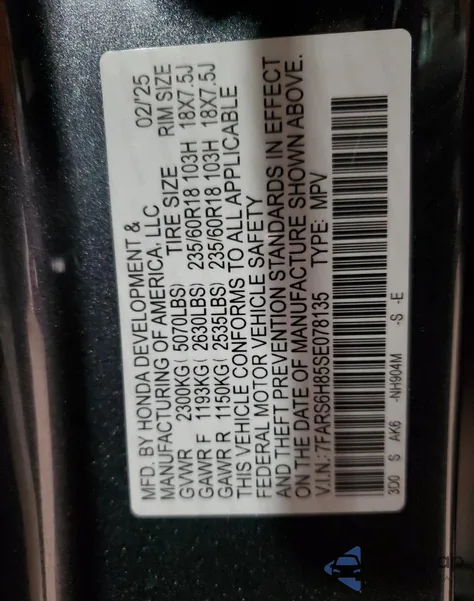 MFD. BY HONDA DEVELOPMENT & 02/'25
MANUFACTURING OF AMERICA, LLC
TIRE SIZE RIM SIZE
GVWR 2300KG( 5070LBS)
GAWR F 1193KG( 2630LBS) 235/60R18 103H 18X7.5J
GAWR R 1150KG( 2535LBS) 235/60R18 103H 18X7.5J
THIS VEHICLE CONFORMS TO ALL APPLICABLE
FEDERAL MOTOR VEHICLE SAFETY
AND THEFT PREVENTION STANDARDS IN EFFECT
ON THE DATE OF MANUFACTURE SHOWN ABOVE.
V.I.N.:7FARS6H85SE078135 TYPE: MPV
3D0 S AK6 -NH904M -S -E